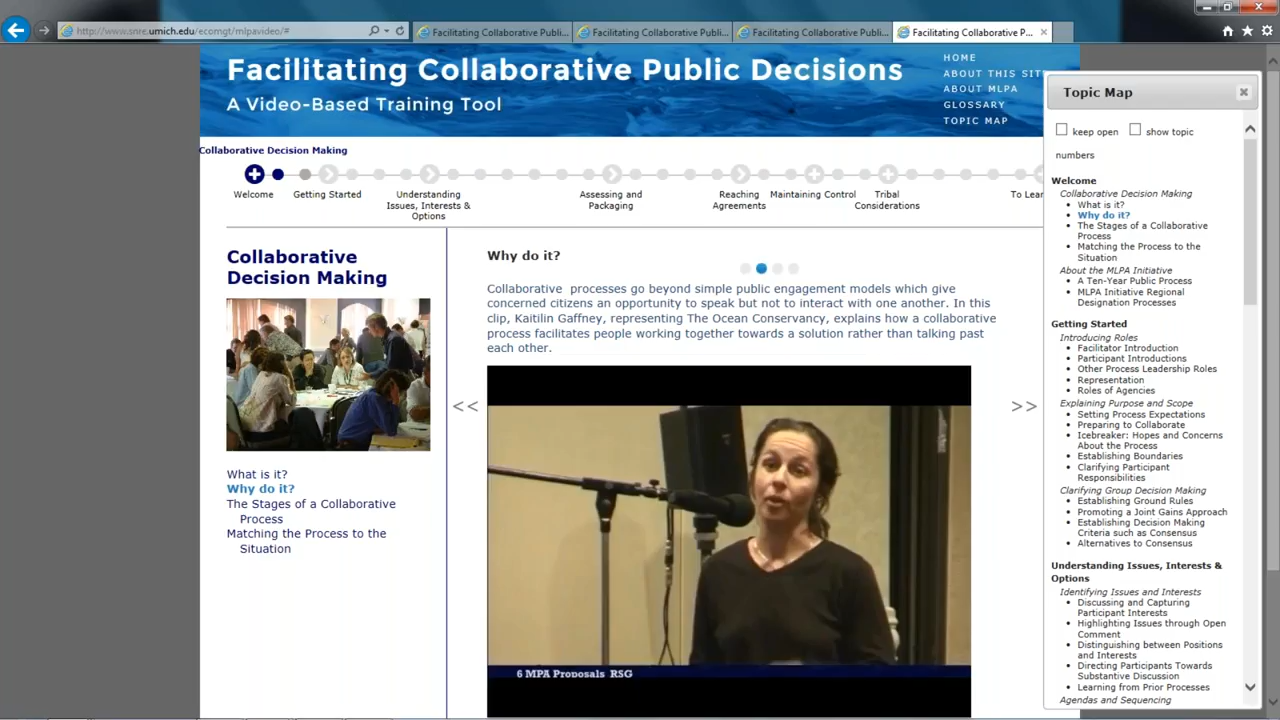 http://www.snre.umich.edu/ecomgt/mlpavideo/#
Facilitating Collaborative Publi...
Facilitating Collaborative Publi...
Facilitating Collaborative Publi...
Facilitating Collaborative P...
Facilitating Collaborative Public Decisions
A Video-Based Training Tool
HOME
ABOUT THIS SITE
ABOUT MLPA
GLOSSARY
TOPIC MAP
Collaborative Decision Making
Welcome
Getting Started
Understanding
Issues, Interests &
Options
Assessing and
Packaging
Reaching
Agreements
Maintaining Control
Tribal
Considerations
To Lear
Collaborative
Decision Making
What is it?
Why do it?
The Stages of a Collaborative
Process
Matching the Process to the
Situation
Why do it?
Collaborative processes go beyond simple public engagement models which give
concerned citizens an opportunity to speak but not to interact with one another. In this
clip, Kaitilin Gaffney, representing The Ocean Conservancy, explains how a collaborative
process facilitates people working together towards a solution rather than talking past
each other.
<<
>>
6 MPA Proposals RSG
Topic Map
keep open
show topic
numbers
Welcome
Collaborative Decision Making
What is it?
Why do it?
The Stages of a Collaborative
Process
Matching the Process to the
Situation
About the MLPA Initiative
A Ten-Year Public Process
MLPA Initiative Regional
Designation Processes
Getting Started
Introducing Roles
Facilitator Introduction
Participant Introductions
Other Process Leadership Roles
Representation
Roles of Agencies
Explaining Purpose and Scope
Setting Process Expectations
Preparing to Collaborate
Icebreaker: Hopes and Concerns
About the Process
Establishing Boundaries
Clarifying Participant
Responsibilities
Clarifying Group Decision Making
Establishing Ground Rules
Promoting a Joint Gains Approach
Establishing Decision Making
Criteria such as Consensus
Alternatives to Consensus
Understanding Issues, Interests &
Options
Identifying Issues and Interests
Discussing and Capturing
Participant Interests
Highlighting Issues through Open
Comment
Distinguishing between Positions
and Interests
Directing Participants Towards
Substantive Discussion
Learning from Prior Processes
Agendas and Sequencing